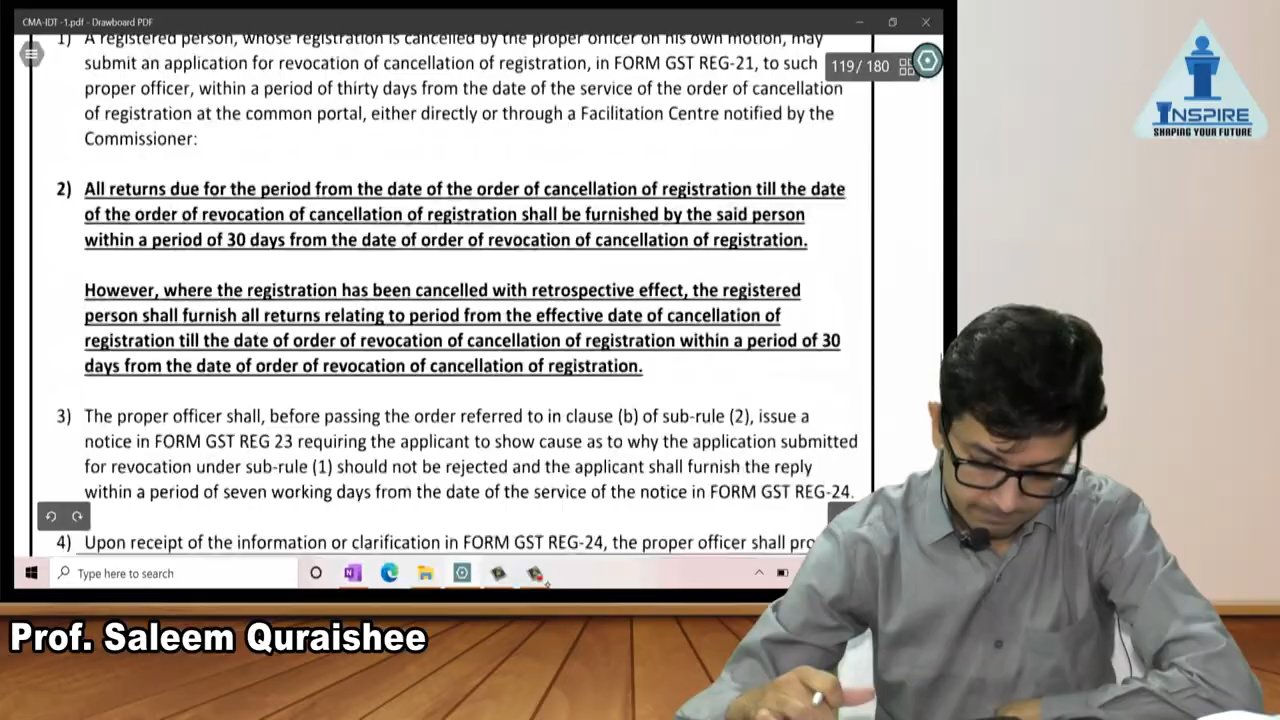 CMA-IDT -1.pdf - Drawboard PDF
1) A registered person, whose registration is cancelled by the proper officer on his own motion, may
submit an application for revocation of cancellation of registration, in FORM GST REG-21, to such
proper officer, within a period of thirty days from the date of the service of the order of cancellation
of registration at the common portal, either directly or through a Facilitation Centre notified by the
Commissioner:
119 / 180
INSPIRE
SHAPING YOUR FUTURE
2) All returns due for the period from the date of the order of cancellation of registration till the date
of the order of revocation of cancellation of registration shall be furnished by the said person
within a period of 30 days from the date of order of revocation of cancellation of registration.
However, where the registration has been cancelled with retrospective effect, the registered
person shall furnish all returns relating to period from the effective date of cancellation of
registration till the date of order of revocation of cancellation of registration within a period of 30
days from the date of order of revocation of cancellation of registration.
3) The proper officer shall, before passing the order referred to in clause (b) of sub-rule (2), issue a
notice in FORM GST REG 23 requiring the applicant to show cause as to why the application submitted
for revocation under sub-rule (1) should not be rejected and the applicant shall furnish the reply
within a period of seven working days from the date of the service of the notice in FORM GST REG-24.
4) Upon receipt of the information or clarification in FORM GST REG-24, the proper officer shall
Type here to search
Prof. Saleem Quraishee